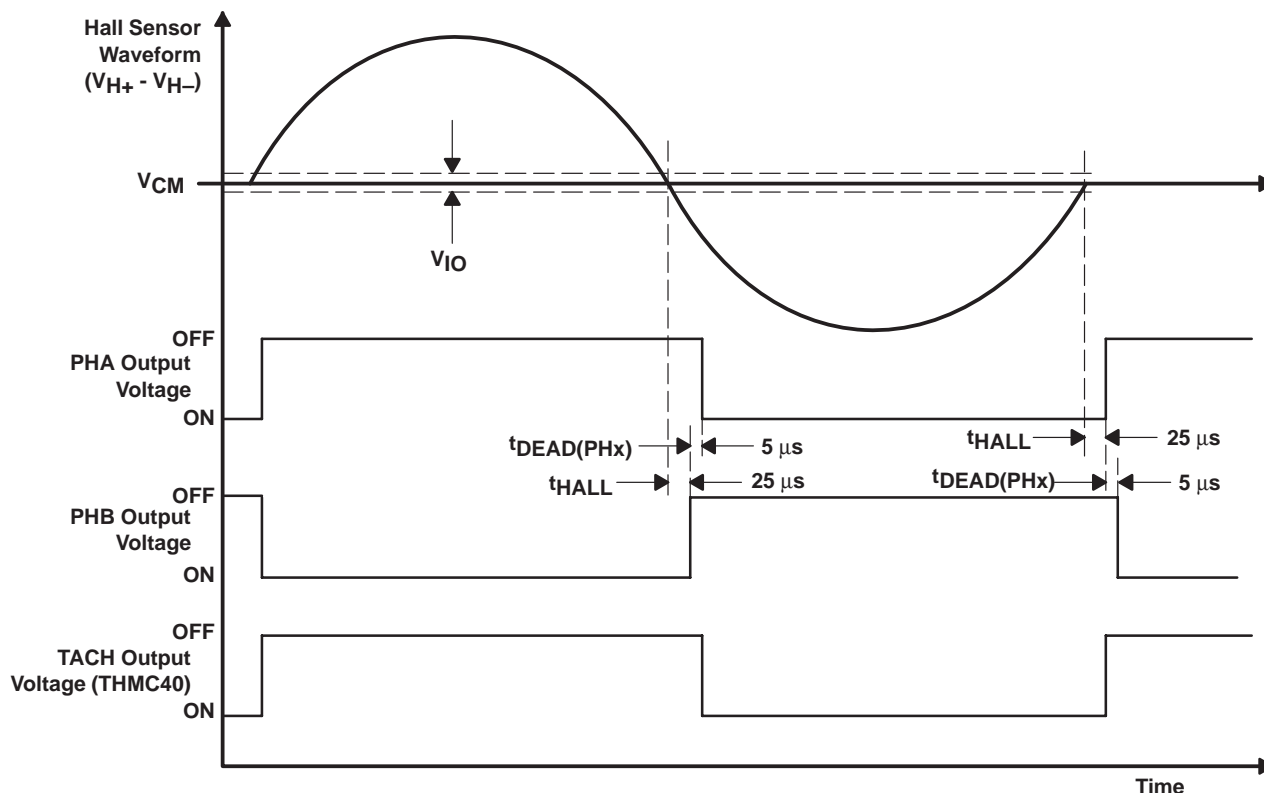 Hall Sensor
Waveform
(VH+ - VH–)
VCM
VIO
OFF
PHA Output
Voltage
ON
tDEAD(PHx)
5 µs
tHALL
25 µs
tHALL
25 µs
tDEAD(PHx)
5 µs
OFF
PHB Output
Voltage
ON
OFF
TACH Output
Voltage (THMC40)
ON
Time